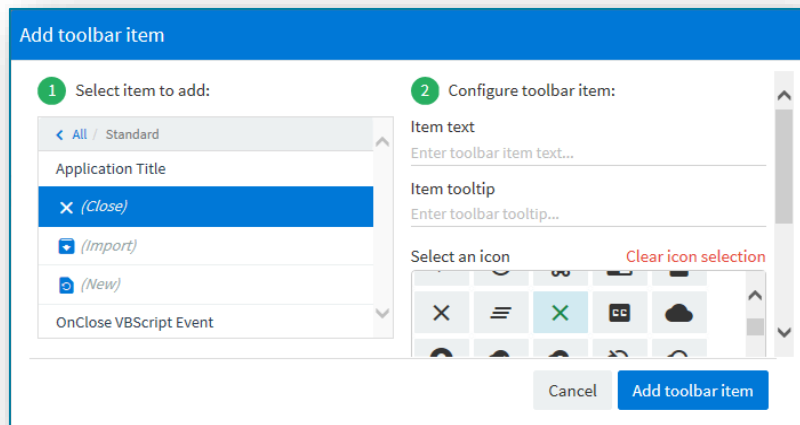 Add toolbar item
1 Select item to add:
All / Standard
Application Title
(Close)
(Import)
(New)
OnClose VBScript Event
2 Configure toolbar item:
Item text
Enter toolbar item text...
Item tooltip
Enter toolbar tooltip...
Select an icon Clear icon selection
CC
Cancel Add toolbar item